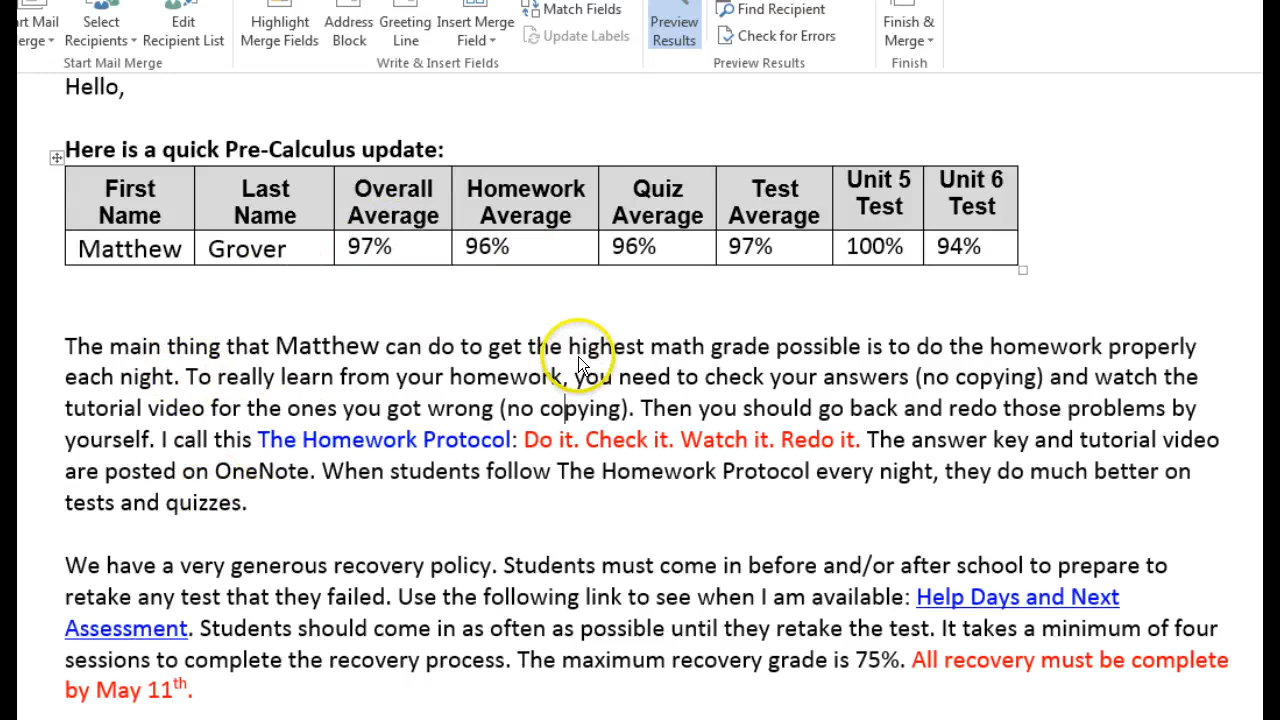 art Mail Select Edit Highlight Address Greeting Insert Merge Match Fields Preview Find Recipient Finish &
erge Recipients Recipient List Merge Fields Block Line Field Update Labels Results Check for Errors Merge
Start Mail Merge Write & Insert Fields Preview Results Finish
Hello,
Here is a quick Pre-Calculus update:
First Name Last Name Overall Average Homework Average Quiz Average Test Average Unit 5 Test Unit 6 Test
Matthew Grover 97% 96% 96% 97% 100% 94%
The main thing that Matthew can do to get the highest math grade possible is to do the homework properly
each night. To really learn from your homework, you need to check your answers (no copying) and watch the
tutorial video for the ones you got wrong (no copying). Then you should go back and redo those problems by
yourself. I call this The Homework Protocol: Do it. Check it. Watch it. Redo it. The answer key and tutorial video
are posted on OneNote. When students follow The Homework Protocol every night, they do much better on
tests and quizzes.
We have a very generous recovery policy. Students must come in before and/or after school to prepare to
retake any test that they failed. Use the following link to see when I am available: Help Days and Next
Assessment. Students should come in as often as possible until they retake the test. It takes a minimum of four
sessions to complete the recovery process. The maximum recovery grade is 75%. All recovery must be complete
by May 11th.